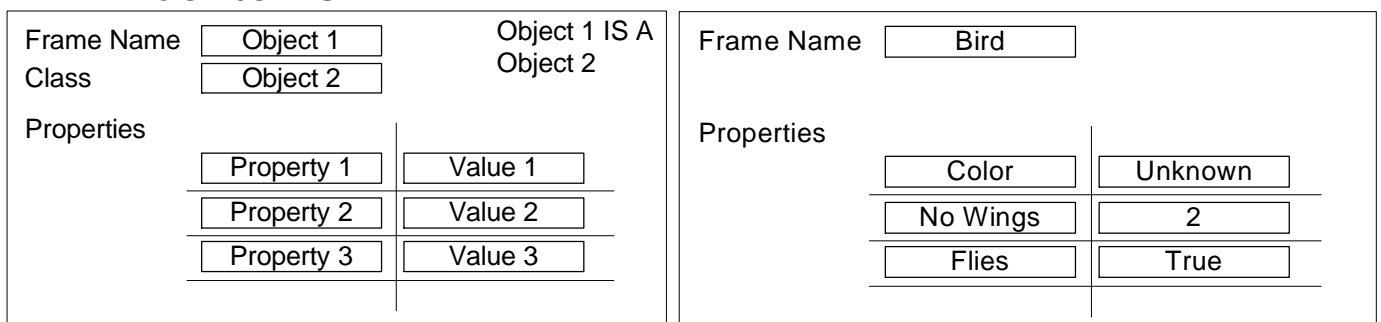 Frame Name Object 1 Object 1 IS A
Class Object 2 Object 2
Properties
Property 1 Value 1
Property 2 Value 2
Property 3 Value 3
Frame Name Bird
Properties
Color Unknown
No Wings 2
Flies True